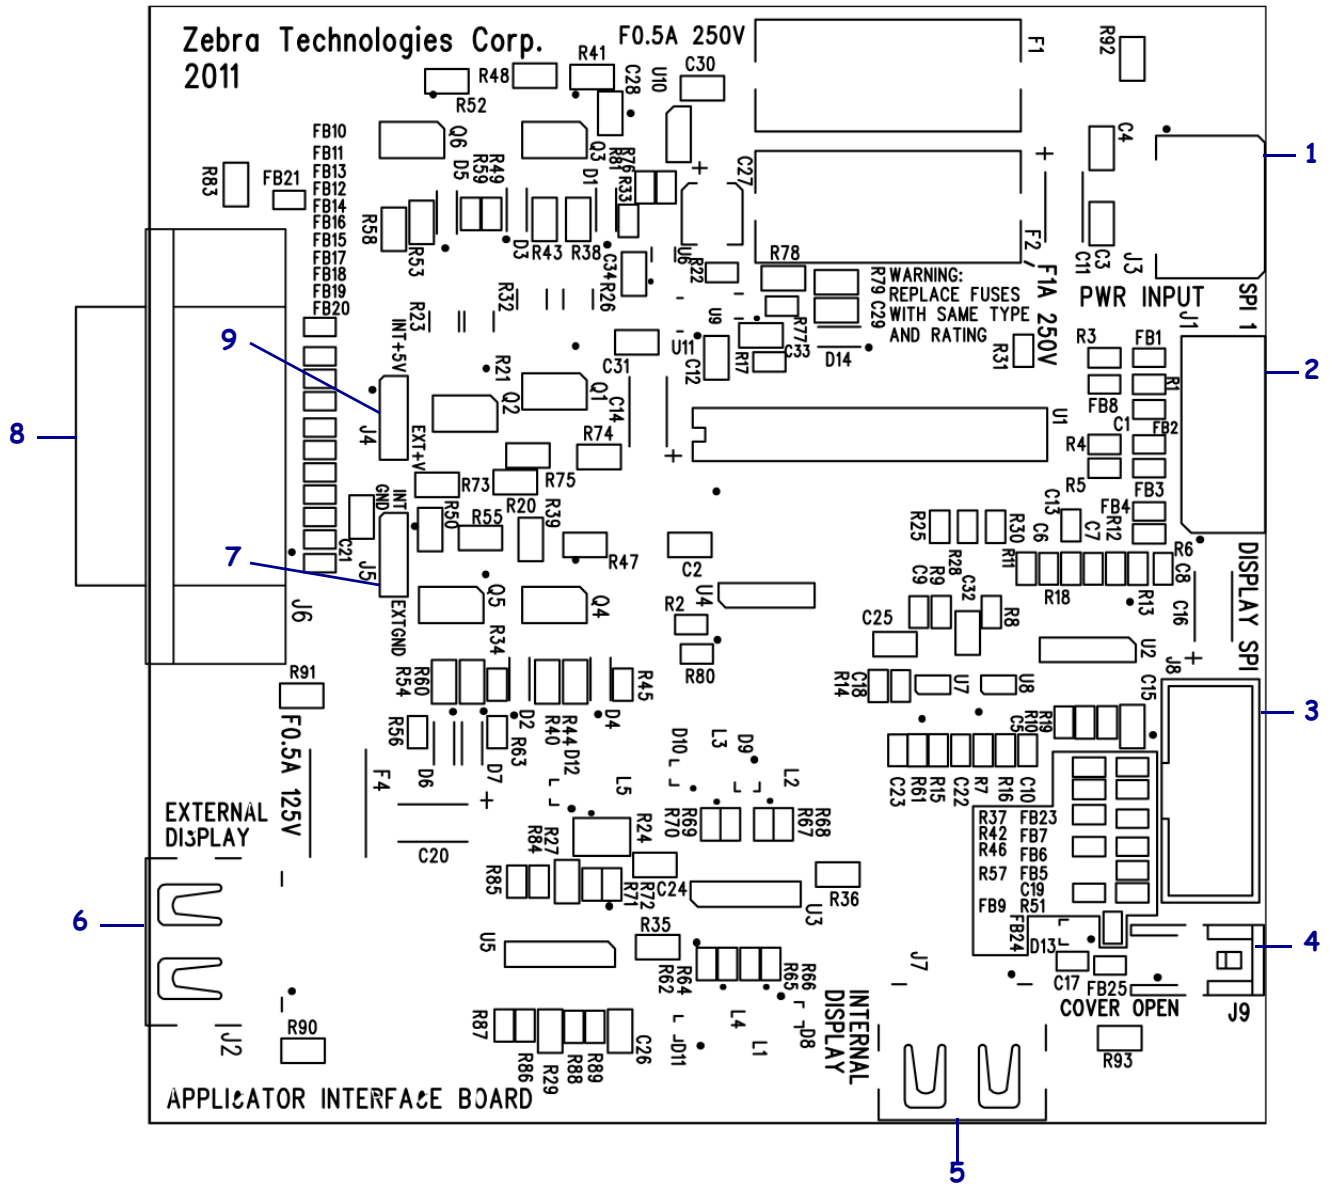 Zebra Technologies Corp.
2011
F0.5A 250V
F1
R92
R41
R48
C28
U10
C30
R52
Q6
Q3
C4
1
FB10
FB11
FB13
FB12
FB14
FB16
FB15
FB17
FB18
FB19
FB20
R83
FB21
D5
R59
R49
D1
R81
R76
R33
C27
+
+
R58
R53
D3
R43
R38
C34
R26
U6
R22
R78
F2
F1A 250V
C11
C3
J3
R79
C29
WARNING:
REPLACE FUSES
WITH SAME TYPE
AND RATING
PWR INPUT
SPI 1
J1
R23
R32
U9
R77
C33
R17
D14
R31
R3
FB1
9
INT+5V
C31
U11
C12
R1
2
R21
Q2
Q1
C14
FB8
C1
FB2
8
J4
EXT+V
R74
+
U1
R4
R5
FB3
R73
R75
R20
INT
GND
R50
R55
R39
R47
C2
R25
R28
R30
C6
C13
C7
R12
FB4
R6
C8
C21
7
J5
EXTGND
J6
Q5
Q4
U4
R2
R80
R11
R18
R13
C9
R9
C32
R8
C25
C16
+
U2
DISPLAY SPI
J8
R34
R91
R54
R60
R45
R14
C18
U7
U8
C15
3
F0.5A 125V
R56
D2
R63
R40
R44
D12
D4
D10
L3
D9
L2
C5
R10
R19
F4
D6
D7
+
L5
C23
R61
R15
C22
R7
R16
C10
EXTERNAL
DISPLAY
C20
R84
R27
R24
R70
R69
R67
R68
R37
FB23
R42
FB7
R46
FB6
R57
FB5
C19
FB9
R51
FB24
R85
R71
R72
C24
U3
R36
6
U5
R35
R62
R64
R65
R66
J7
D13
C17
FB25
4
COVER OPEN
J9
J2
R90
R87
R86
R29
R88
R89
C26
D11
L4
L1
D8
INTERNAL
DISPLAY
R93
APPLICATOR INTERFACE BOARD
5